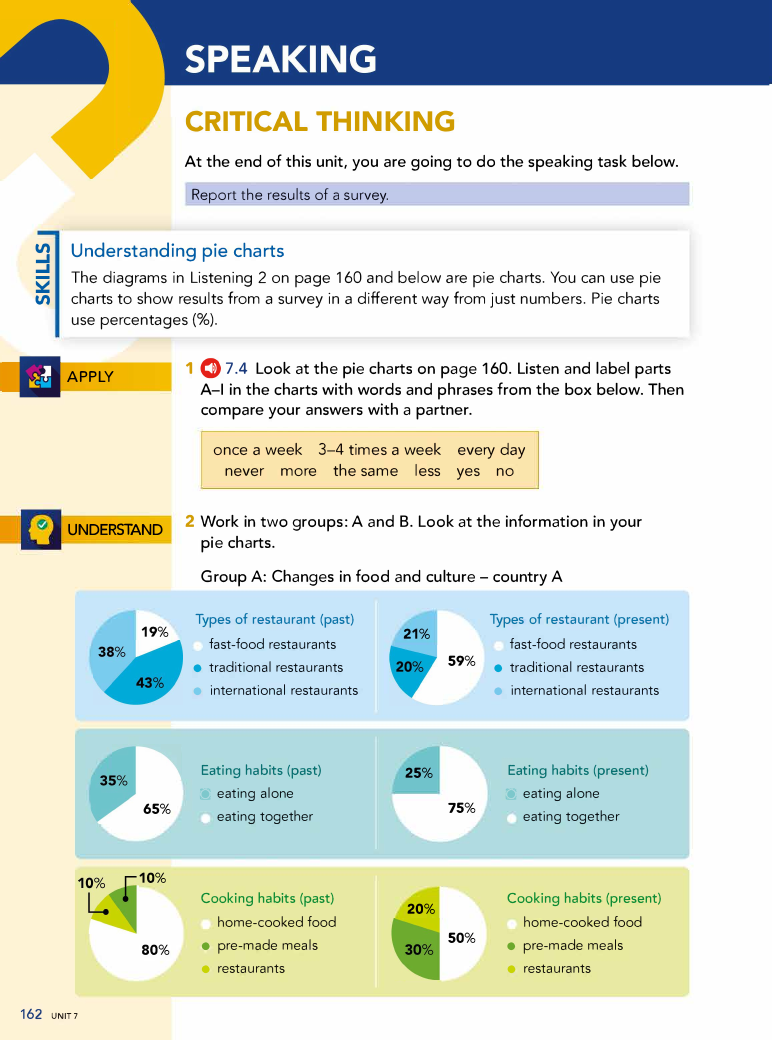 SPEAKING
CRITICAL THINKING
At the end of this unit, you are going to do the speaking task below.
Report the results of a survey.
SKILLS
Understanding pie charts
The diagrams in Listening 2 on page 160 and below are pie charts. You can use pie
charts to show results from a survey in a different way from just numbers. Pie charts
use percentages (%).
APPLY
1 7.4 Look at the pie charts on page 160. Listen and label parts
A–I in the charts with words and phrases from the box below. Then
compare your answers with a partner.
once a week 3–4 times a week every day
never more the same less yes no
UNDERSTAND
2 Work in two groups: A and B. Look at the information in your
pie charts.
Group A: Changes in food and culture – country A
Types of restaurant (past)
19%
38%
43%
fast-food restaurants
traditional restaurants
international restaurants
Types of restaurant (present)
21%
20%
59%
fast-food restaurants
traditional restaurants
international restaurants
Eating habits (past)
35%
65%
eating alone
eating together
Eating habits (present)
25%
75%
eating alone
eating together
Cooking habits (past)
10%
10%
80%
home-cooked food
pre-made meals
restaurants
Cooking habits (present)
20%
30%
50%
home-cooked food
pre-made meals
restaurants
162 UNIT 7